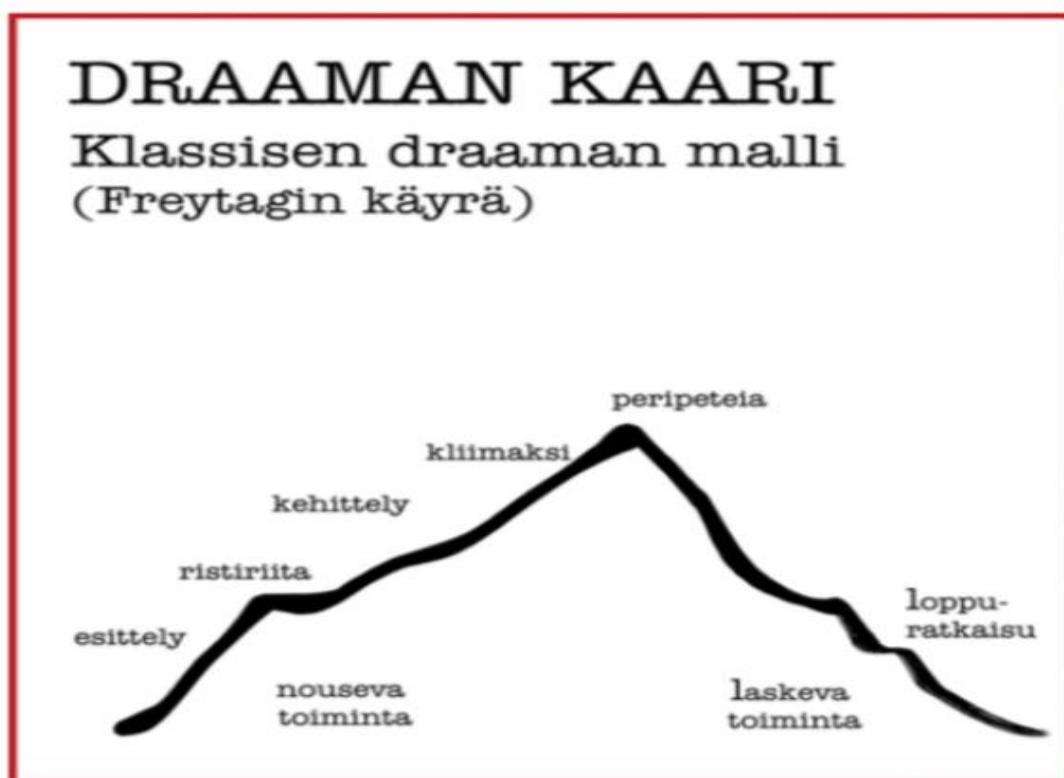 DRAAMAN KAARI
Klassisen draaman malli
(Freytagin käyrä)
peripeteia
kliimaksi
kehittely
ristiriita
esittely
loppu-
ratkaisu
nouseva
toiminta
laskeva
toiminta